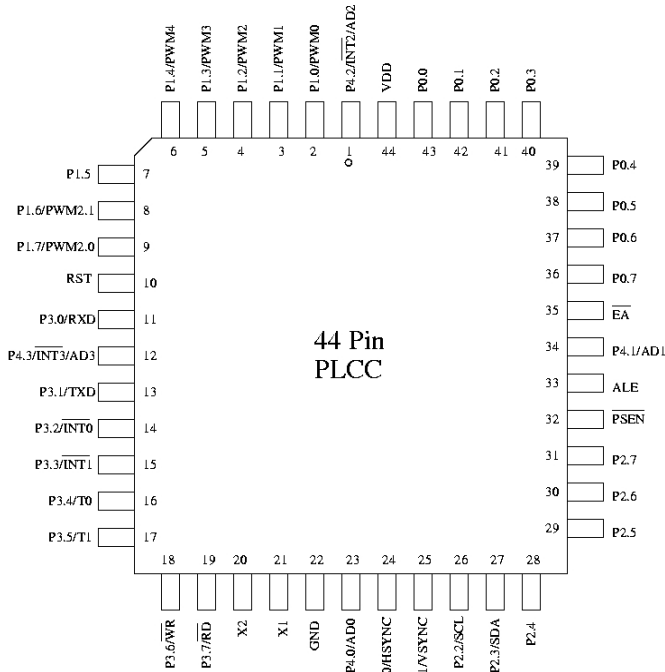 P1.4/PWM4
P1.3/PWM3
P1.2/PWM2
P1.1/PWM1
P1.0/PWM0
P4.2/INT2/AD2
VDD
P0.0
P0.1
P0.2
P0.3
6 5 4 3 2 1 44 43 42 41 40
P1.5 7
P1.6/PWM2.1 8
P1.7/PWM2.0 9
RST 10
P3.0/RXD 11
P4.3/INT3/AD3 12
P3.1/TXD 13
P3.2/INT0 14
P3.3/INT1 15
P3.4/T0 16
P3.5/T1 17
44 Pin
PLCC
39 P0.4
38 P0.5
37 P0.6
36 P0.7
35 EA
34 P4.1/AD1
33 ALE
32 PSEN
31 P2.7
30 P2.6
29 P2.5
18 19 20 21 22 23 24 25 26 27 28
P3.6/WR
P3.7/RD
X2
X1
GND
P4.0/AD0
0/HSYNC
1/VSYNC
P2.2/SCL
P2.3/SDA
P2.4